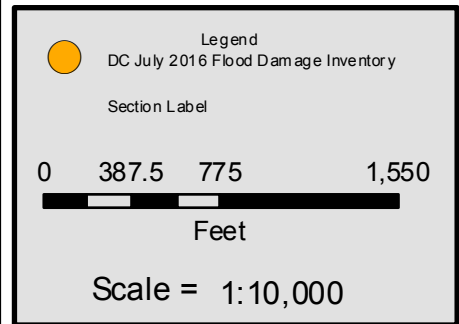 Legend
DC July 2016 Flood Damage Inventory
Section Label
0 387.5 775 1,550
Feet
Scale = 1:10,000